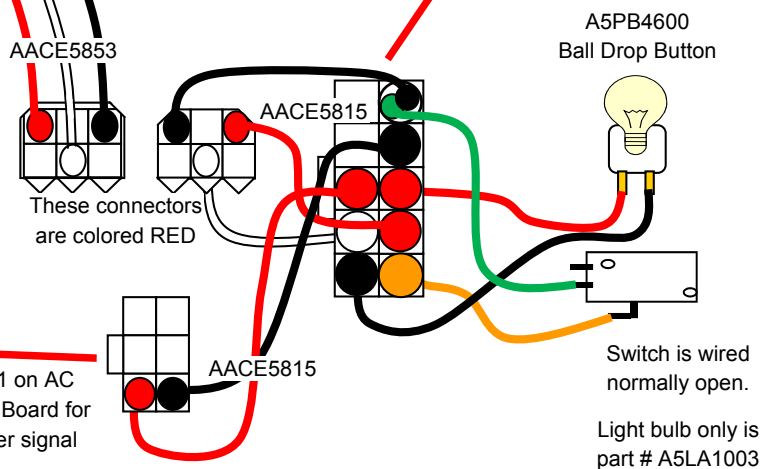 A5PB4600
Ball Drop Button
AACE5853
AACE5815
These connectors
are colored RED
AACE5815
1 on AC
Board for
er signal
Switch is wired
normally open.
Light bulb only is
part # A5LA1003